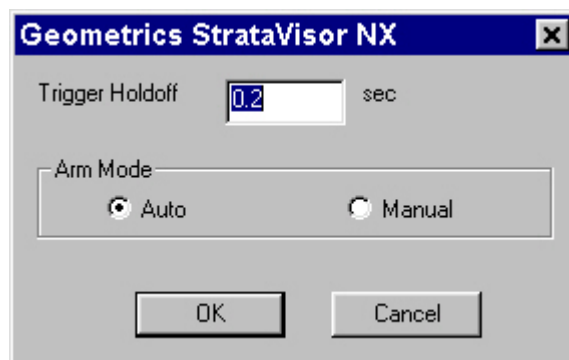 Geometrics StrataVisor NX
Trigger Holdoff 0.2 sec
Arm Mode
Auto Manual
OK Cancel